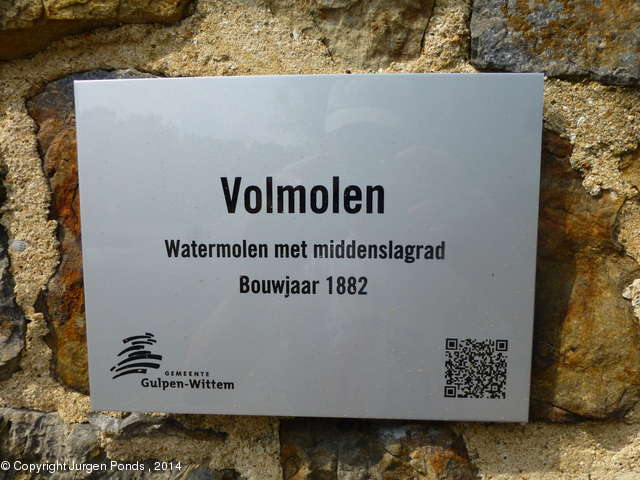 Volmolen
Watermolen met middenslagrad
Bouwjaar 1882
GEMEENTE
Gulpen-Wittem
© Copyright Jurgen Ponds , 2014